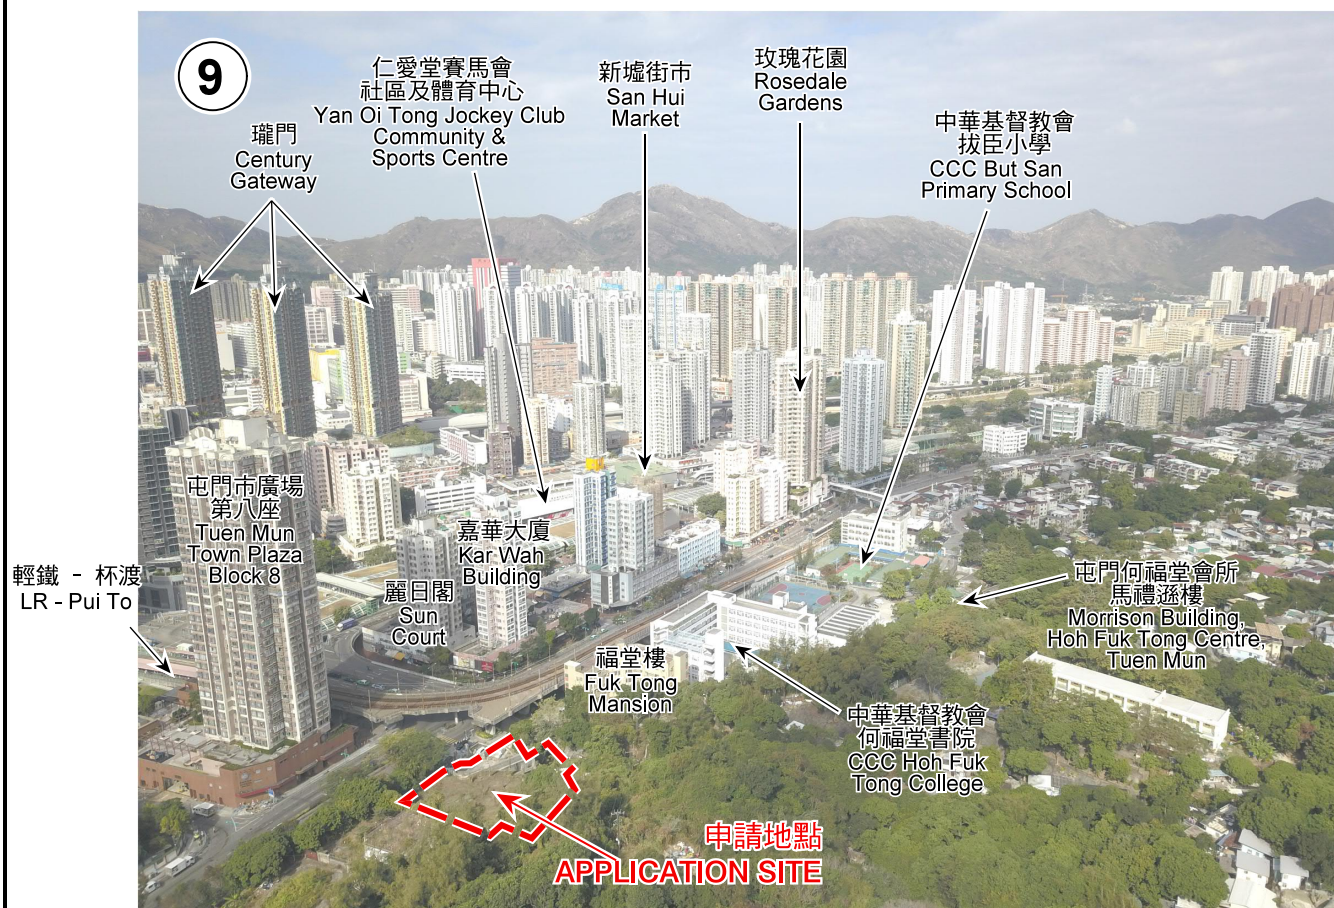 9
瓏門
Century
Gateway
仁愛堂賽馬會
社區及體育中心
Yan Oi Tong Jockey Club
Community &
Sports Centre
新墟街市
San Hui
Market
玫瑰花園
Rosedale
Gardens
中華基督教會
拔臣小學
CCC But San
Primary School
屯門市廣場
第八座
Tuen Mun
Town Plaza
Block 8
輕鐵 - 杯渡
LR - Pui To
麗日閣
Sun
Court
嘉華大廈
Kar Wah
Building
福堂樓
Fuk Tong
Mansion
屯門何福堂會所
馬禮遜樓
Morrison Building,
Hoh Fuk Tong Centre,
Tuen Mun
中華基督教會
何福堂書院
CCC Hoh Fuk
Tong College
申請地點
APPLICATION SITE